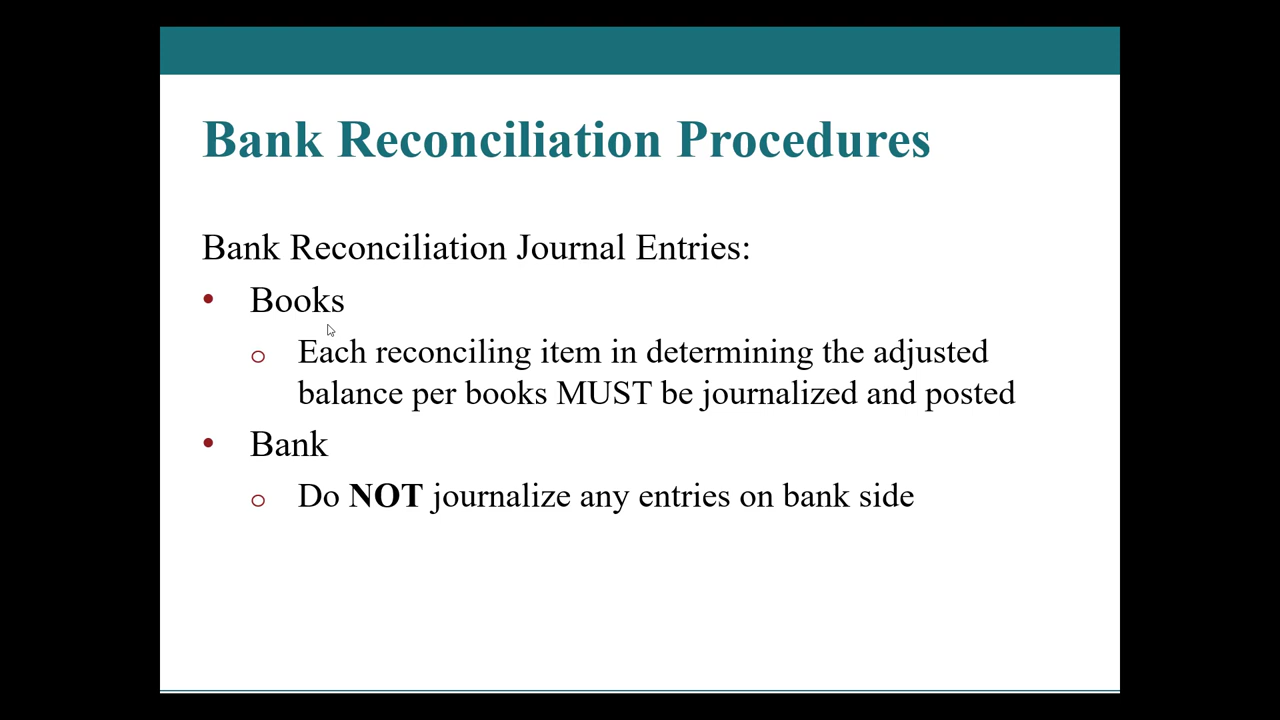 Bank Reconciliation Procedures
Bank Reconciliation Journal Entries:
• Books
o Each reconciling item in determining the adjusted
balance per books MUST be journalized and posted
• Bank
o Do NOT journalize any entries on bank side